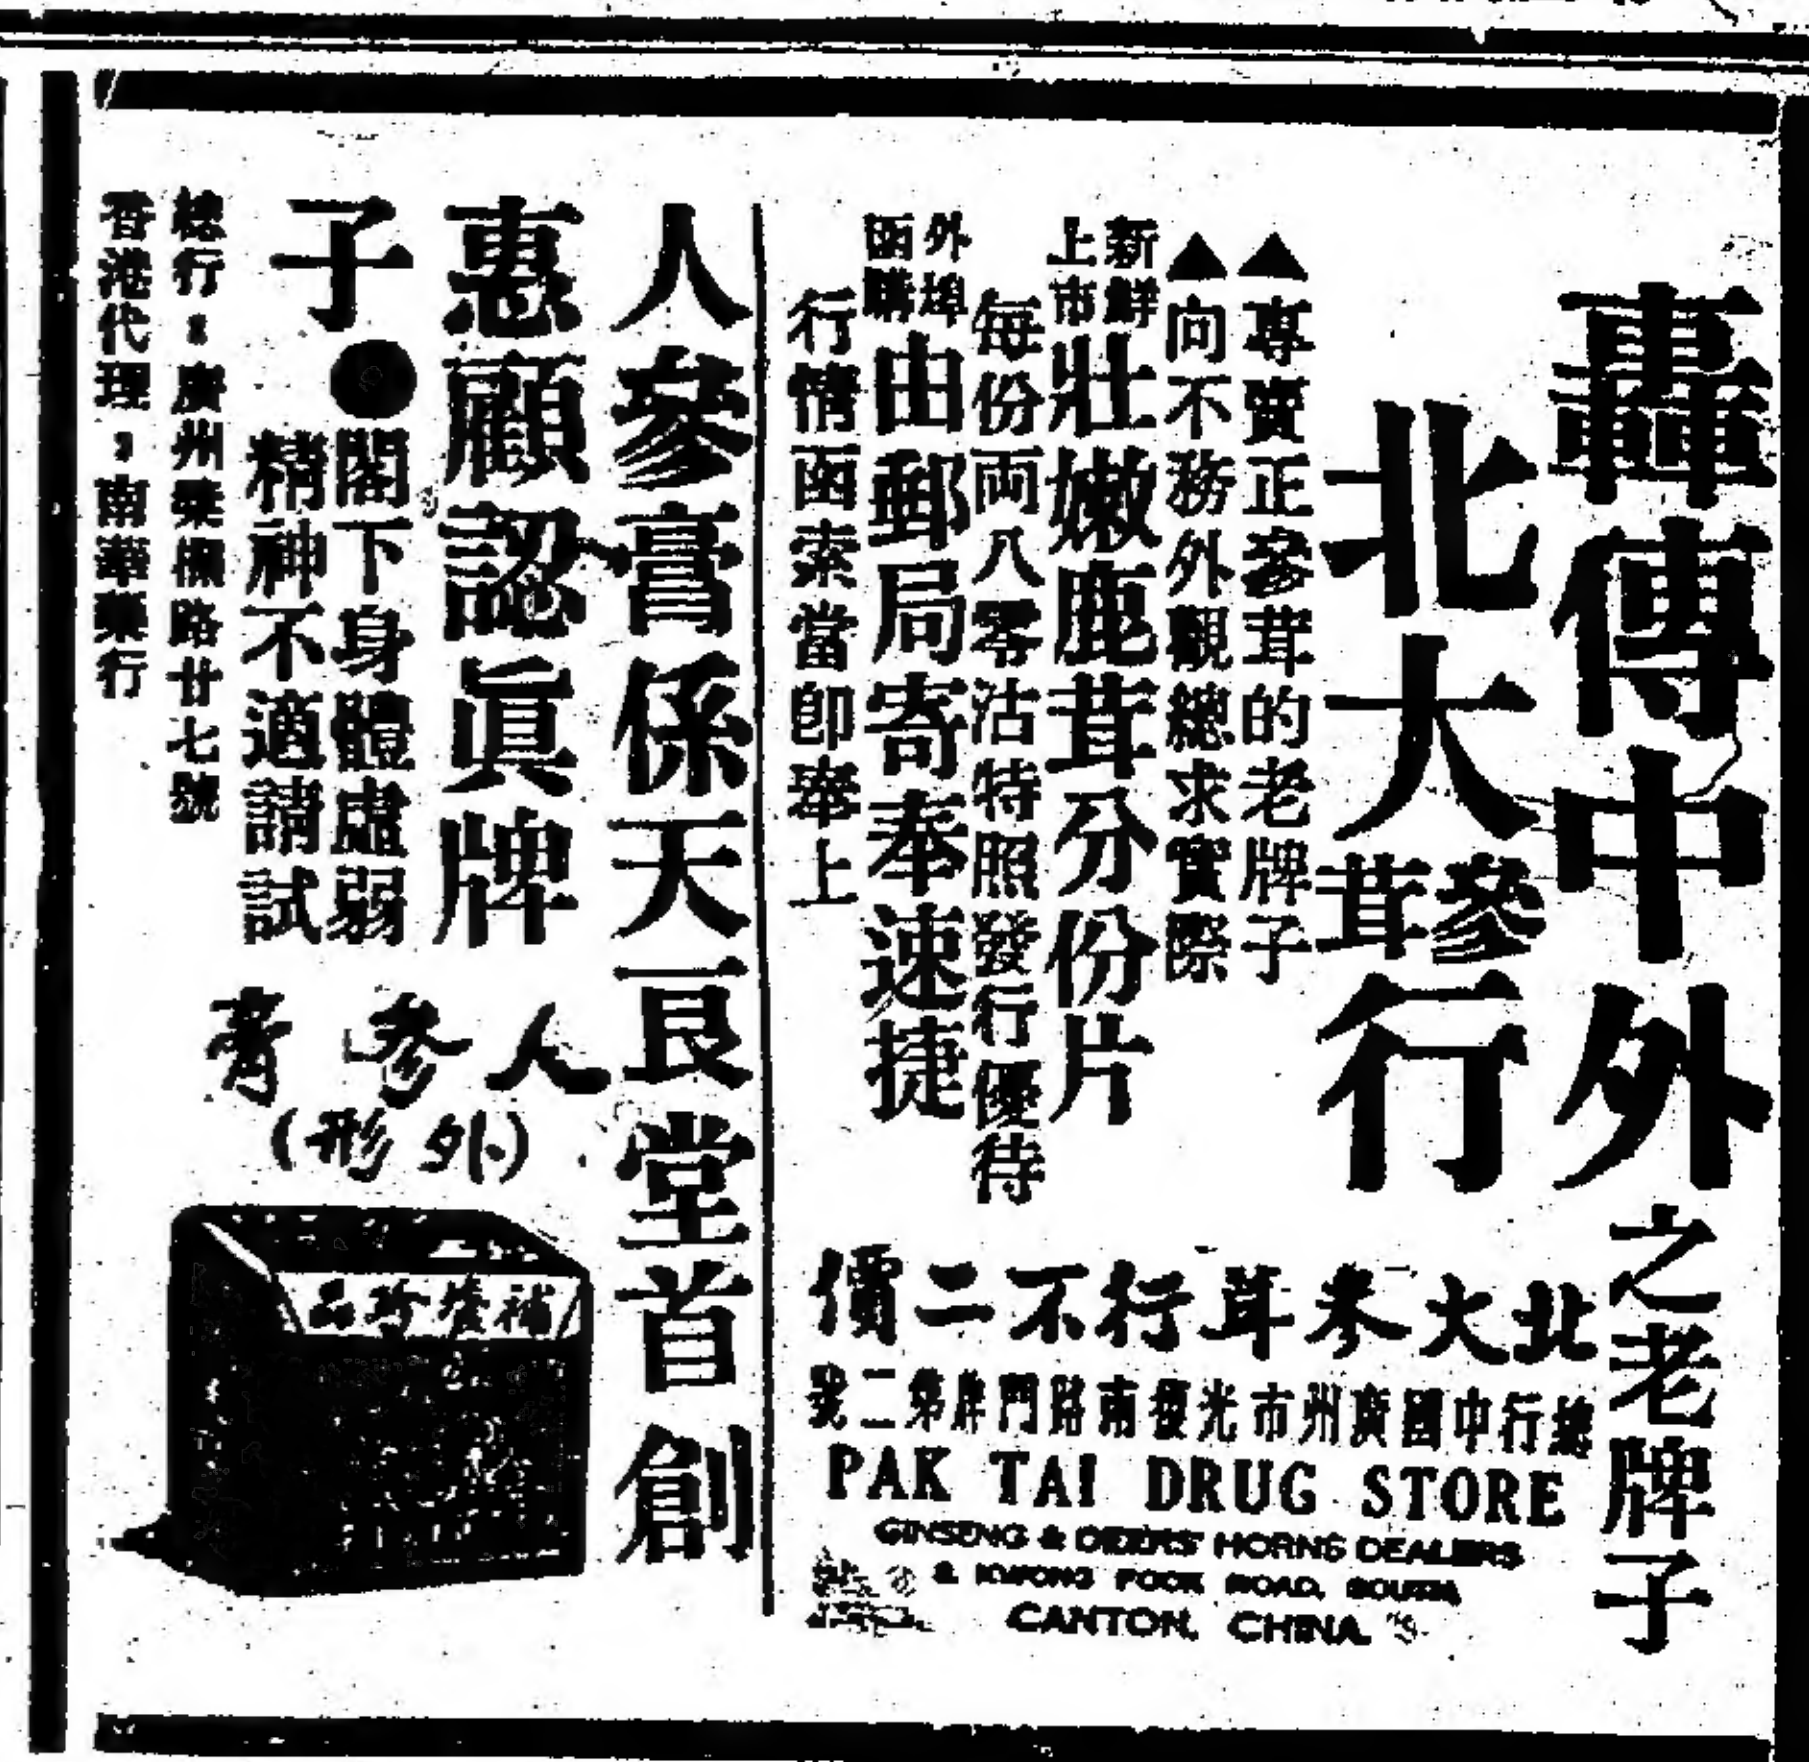 轟傳中外之老牌子
北大參茸行
▲專賣正參茸的老牌子
▲向不務外觀總求實際
新鮮上市壯嫩鹿茸分份片
每份両八零沽特照發行優待
外埠函購由郵局寄奉速捷
行情函索當卽奉上
北大參茸行不二價
總行中國廣州市光復南路門牌第二號
PAK TAI DRUG STORE
GINSENG & DEERS' HORNS DEALERS
2 KWONG FOOK ROAD, SOUTH,
CANTON, CHINA.
人參膏係天良堂首創
惠顧認眞牌
子●閣下身體虛弱
精神不適請試
人參膏
(外形)
補養珍品
總行：廣州槳欄路廿七號
香港代理，南華藥行